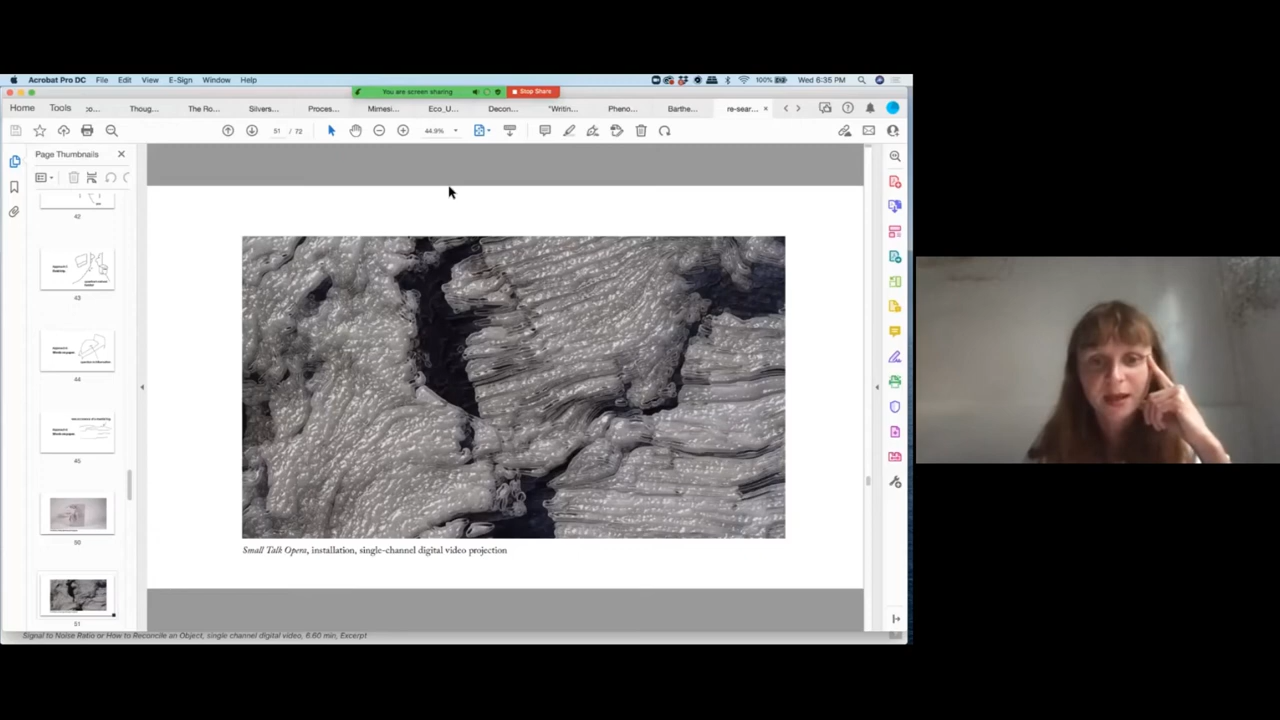 Acrobat Pro DC File Edit View E-Sign Window Help
100% Wed 6:35 PM
You are screen sharing Stop Share
Home Tools co... Thoug... The Ro... Silvers... Proces... Mimesi... Eco_U... Decon... "Writin... Pheno... Barthe... re-sear... ×
51 / 72 44.9%
Page Thumbnails
42
43
44
45
50
51
Small Talk Opera, installation, single-channel digital video projection
Signal to Noise Ratio or How to Reconcile an Object, single channel digital video, 6.60 min, Excerpt